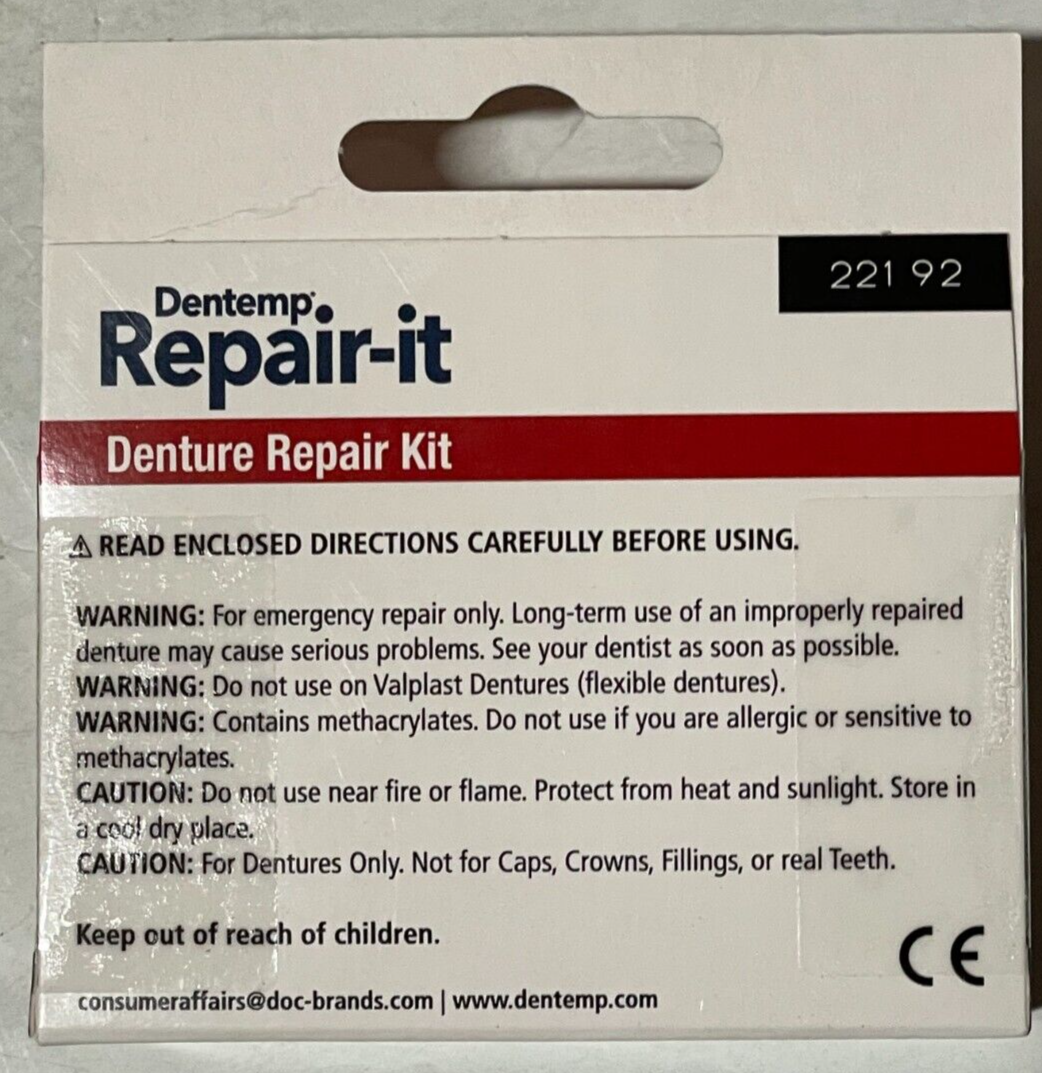 221 92
Dentemp
Repair-it
Denture Repair Kit
⚠ READ ENCLOSED DIRECTIONS CAREFULLY BEFORE USING.
WARNING: For emergency repair only. Long-term use of an improperly repaired
denture may cause serious problems. See your dentist as soon as possible.
WARNING: Do not use on Valplast Dentures (flexible dentures).
WARNING: Contains methacrylates. Do not use if you are allergic or sensitive to
methacrylates.
CAUTION: Do not use near fire or flame. Protect from heat and sunlight. Store in
a cool dry place.
CAUTION: For Dentures Only. Not for Caps, Crowns, Fillings, or real Teeth.
Keep out of reach of children.
CE
consumeraffairs@doc-brands.com | www.dentemp.com